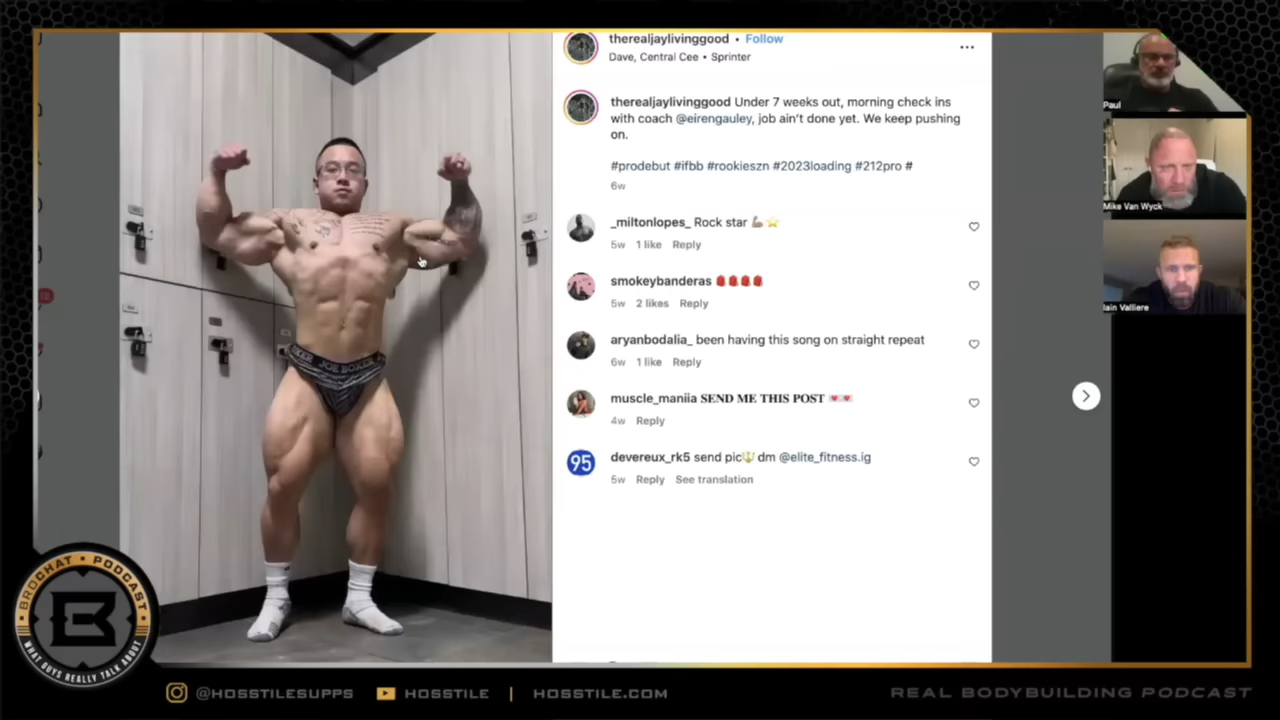 therealjaylivinggood • Follow
Dave, Central Cee • Sprinter
therealjaylivinggood Under 7 weeks out, morning check ins
with coach @eirengauley, job ain't done yet. We keep pushing
on.
#prodebut #ifbb #rookieszn #2023loading #212pro #
6w
_miltonlopes_ Rock star
5w 1 like Reply
smokeybanderas
5w 2 likes Reply
aryanbodalia_ been having this song on straight repeat
6w 1 like Reply
muscle_maniia SEND ME THIS POST
4w Reply
95
devereux_rk5 send pic🔱 dm @elite_fitness.ig
5w Reply See translation
Paul
Mike Van Wyck
Iain Valliere
JOE BOXER
BROCHAT • PODCAST
B
WHAT GUYS REALLY TALK ABOUT
@HOSSTILESUPPS HOSSTILE | HOSSTILE.COM
REAL BODYBUILDING PODCAST